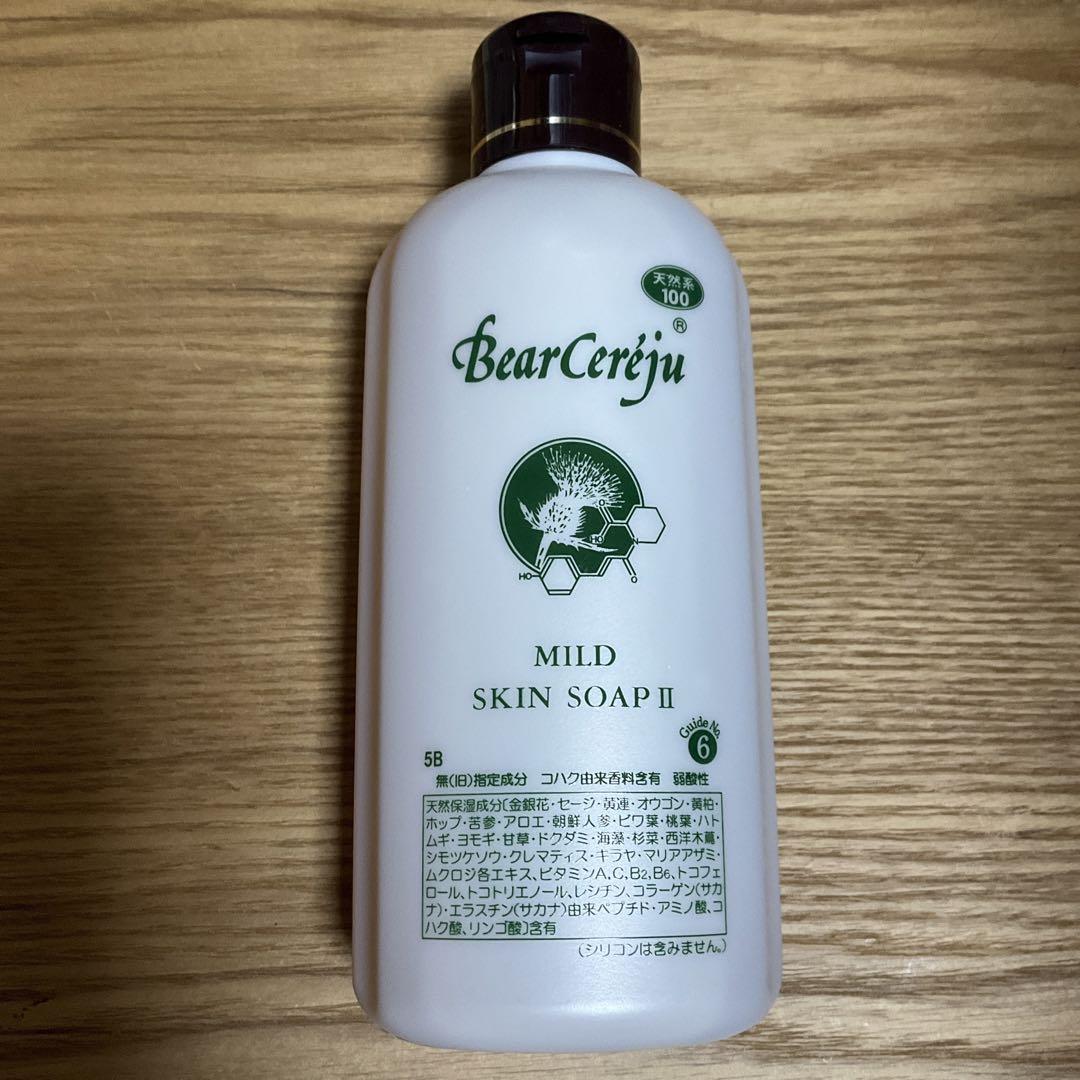 天然系
100
BearCeréju®
O
HO
N
HO
O
MILD
SKIN SOAP II
Guide No.
6
5B
無(旧)指定成分 コハク由来香料含有 弱酸性
天然保湿成分〔金銀花・セージ・黄連・オウゴン・黄柏・
ホップ・苦参・アロエ・朝鮮人参・ビワ葉・桃葉・ハト
ムギ・ヨモギ・甘草・ドクダミ・海藻・杉菜・西洋木蔦・
シモツケソウ・クレマティス・キラヤ・マリアアザミ・
ムクロジ各エキス、ビタミンA,C,B2,B6、トコフェ
ロール、トコトリエノール、レシチン、コラーゲン(サカ
ナ)・エラスチン(サカナ)由来ペプチド・アミノ酸、コ
ハク酸、リンゴ酸〕含有
(シリコンは含みません。)